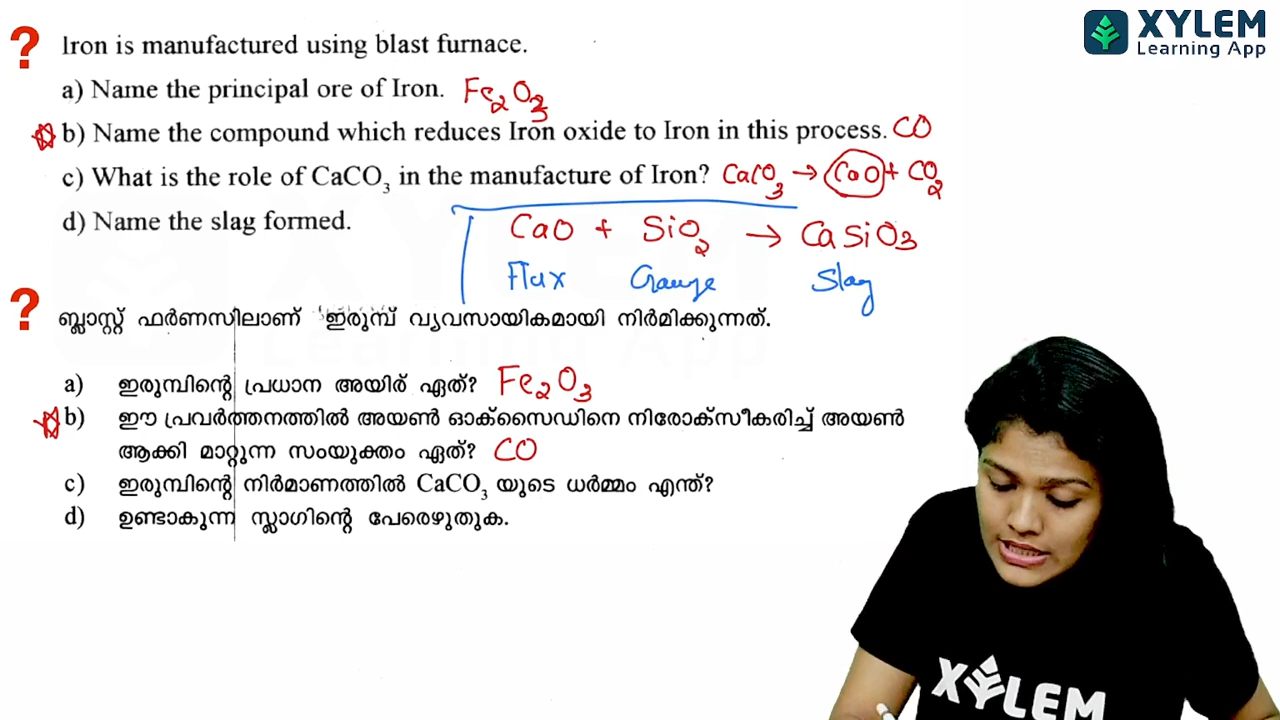 XYLEM
Learning App
? Iron is manufactured using blast furnace.
a) Name the principal ore of Iron. Fe₂O₃
b) Name the compound which reduces Iron oxide to Iron in this process. CO
c) What is the role of CaCO₃ in the manufacture of Iron? CaCO₃ → CaO + CO₂
d) Name the slag formed.
CaO + SiO₂ → CaSiO₃
Flux Gangue Slag
? ബ്ലാസ്റ്റ് ഫർണസിലാണ് ഇരുമ്പ് വ്യവസായികമായി നിർമിക്കുന്നത്.
a) ഇരുമ്പിന്റെ പ്രധാന അയിര് ഏത്? Fe₂O₃
b) ഈ പ്രവർത്തനത്തിൽ അയൺ ഓക്സൈഡിനെ നിരോക്സീകരിച്ച് അയൺ
ആക്കി മാറ്റുന്ന സംയുക്തം ഏത്? CO
c) ഇരുമ്പിന്റെ നിർമാണത്തിൽ CaCO₃ യുടെ ധർമ്മം എന്ത്?
d) ഉണ്ടാകുന്ന സ്ലാഗിന്റെ പേരെഴുതുക.
XYLEM